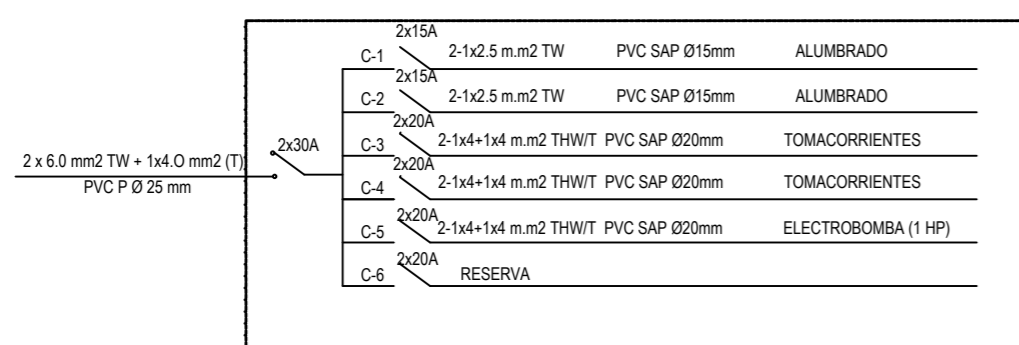 2x15A
C-1 2-1x2.5 m.m2 TW PVC SAP Ø15mm ALUMBRADO
2x15A
C-2 2-1x2.5 m.m2 TW PVC SAP Ø15mm ALUMBRADO
2x20A
C-3 2-1x4+1x4 m.m2 THW/T PVC SAP Ø20mm TOMACORRIENTES
2x30A
2 x 6.0 mm2 TW + 1x4.O mm2 (T)
PVC P Ø 25 mm
2x20A
C-4 2-1x4+1x4 m.m2 THW/T PVC SAP Ø20mm TOMACORRIENTES
2x20A
C-5 2-1x4+1x4 m.m2 THW/T PVC SAP Ø20mm ELECTROBOMBA (1 HP)
2x20A
C-6 RESERVA